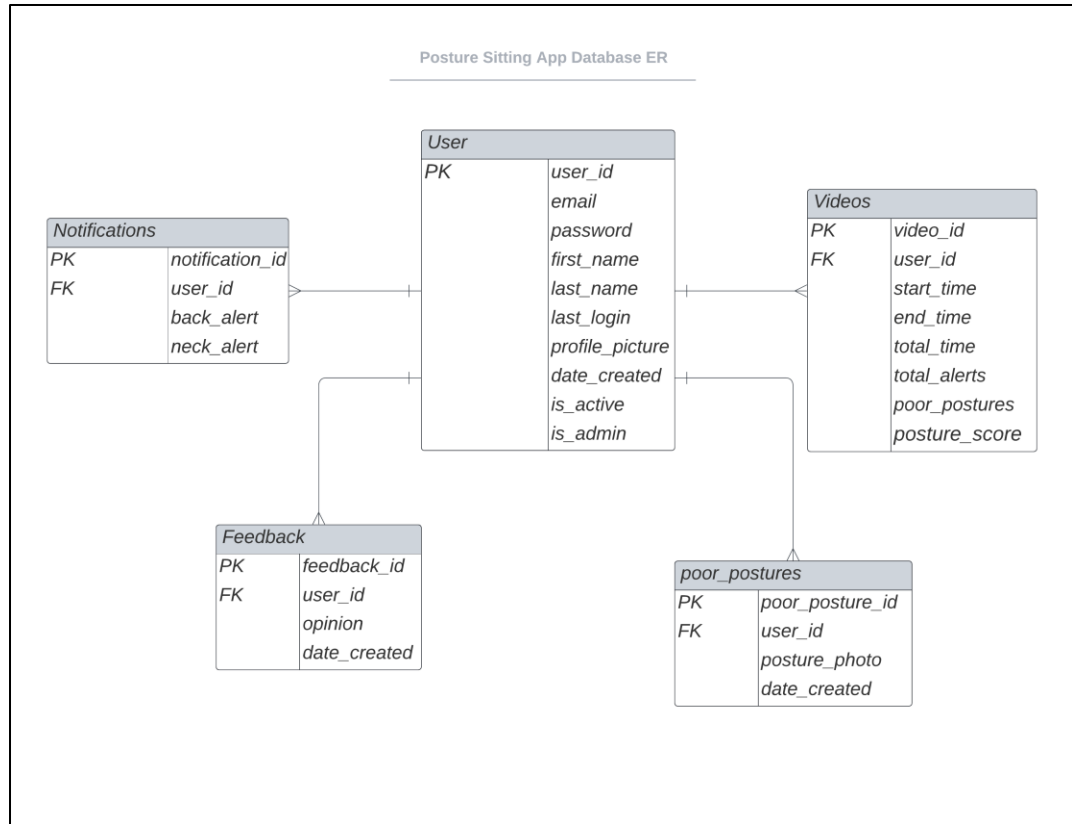 Posture Sitting App Database ER
User
PK user_id
email
password
first_name
last_name
last_login
profile_picture
date_created
is_active
is_admin
Notifications
PK notification_id
FK user_id
back_alert
neck_alert
Videos
PK video_id
FK user_id
start_time
end_time
total_time
total_alerts
poor_postures
posture_score
Feedback
PK feedback_id
FK user_id
opinion
date_created
poor_postures
PK poor_posture_id
FK user_id
posture_photo
date_created